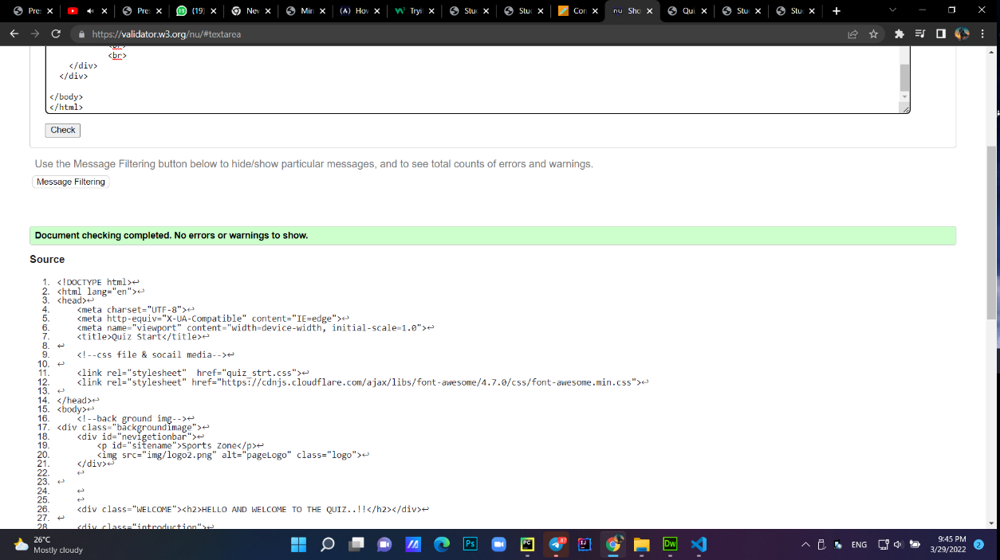 Pre:
Pre:
(19)
Nev
Min
Hov
Tryi
Stu
Stu
Con
nu Sho
Qui
Stu
Stu
https://validator.w3.org/nu/#textarea
<br>
<br>
</div>
</div>
</body>
</html>
Check
Use the Message Filtering button below to hide/show particular messages, and to see total counts of errors and warnings.
Message Filtering
Document checking completed. No errors or warnings to show.
Source
1. <!DOCTYPE html>↩
2. <html lang="en">↩
3. <head>↩
4. <meta charset="UTF-8">↩
5. <meta http-equiv="X-UA-Compatible" content="IE=edge">↩
6. <meta name="viewport" content="width=device-width, initial-scale=1.0">↩
7. <title>Quiz Start</title>↩
8. ↩
9. <!--css file & socail media-->↩
10. ↩
11. <link rel="stylesheet"  href="quiz_strt.css">↩
12. <link rel="stylesheet" href="https://cdnjs.cloudflare.com/ajax/libs/font-awesome/4.7.0/css/font-awesome.min.css">↩
13. ↩
14. </head>↩
15. <body>↩
16. <!--back ground img-->↩
17. <div class="backgroundimage">↩
18. <div id="nevigetionbar">↩
19. <p id="sitename">Sports Zone</p>↩
20. <img src="img/logo2.png" alt="pageLogo" class="logo">↩
21. </div>↩
22. ↩
23. ↩
24. ↩
25. ↩
26. <div class="WELCOME"><h2>HELLO AND WELCOME TO THE QUIZ..!!</h2></div>↩
27. ↩
28. <div class="introduction">↩
26°C
Mostly cloudy
Ps
PC
87
IJ
Dw
ENG
9:45 PM
3/29/2022
2